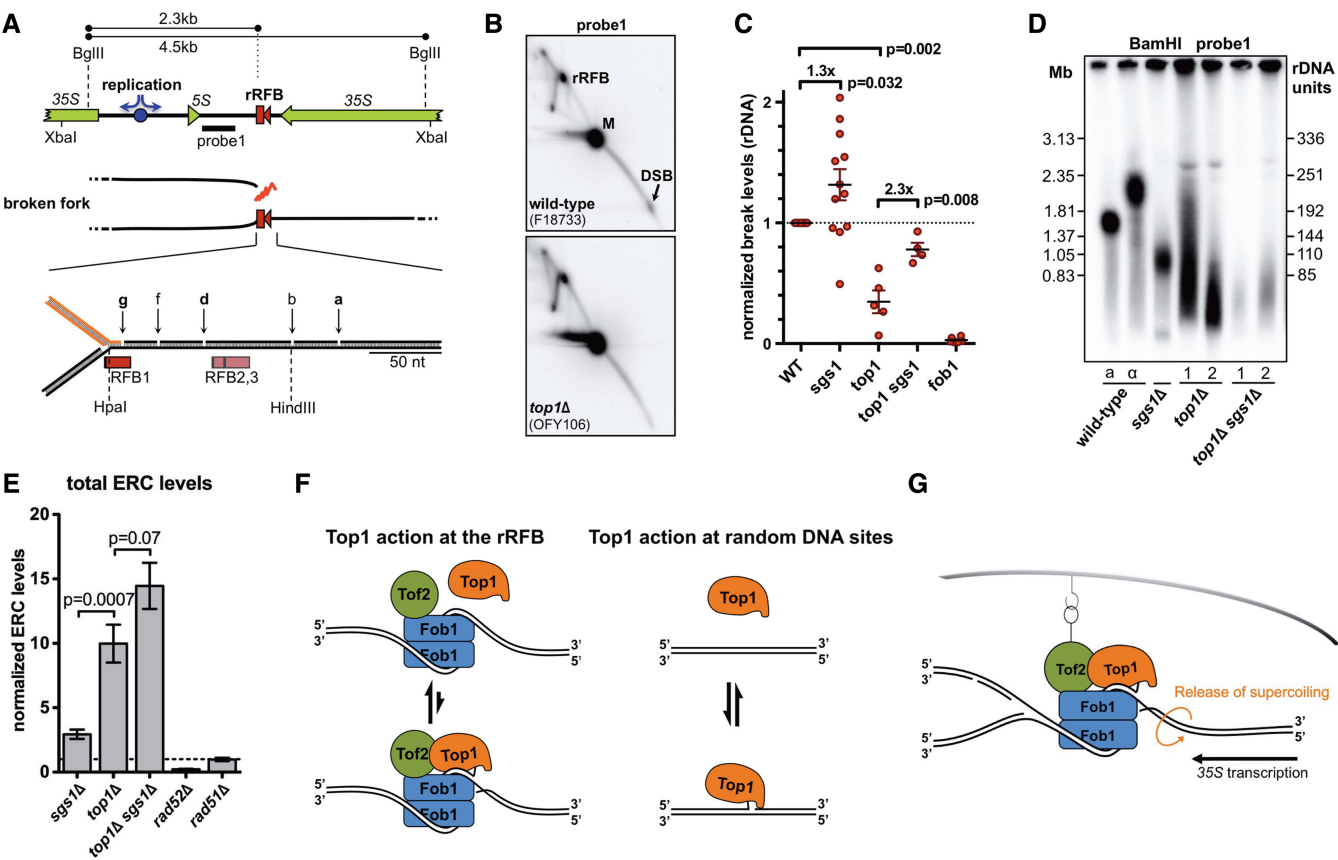 A
2.3kb
4.5kb
BglII
BglII
replication
35S
5S
rRFB
35S
XbaI
probe1
XbaI
broken fork
g
f
d
b
a
50 nt
RFB1
RFB2,3
HpaI
HindIII
B
probe1
rRFB
M
DSB
wild-type
(F18733)
top1Δ
(OFY106)
C
normalized break levels (rDNA)
p=0.002
1.3x
p=0.032
2.3x
p=0.008
2
1
0
WT
sgs1
top1
top1 sgs1
fob1
D
BamHI probe1
Mb
rDNA
units
3.13
2.35
1.81
1.37
1.05
0.83
336
251
192
144
110
85
a
α
1
2
1
2
wild-type
sgs1Δ
top1Δ
top1Δ sgs1Δ
E
total ERC levels
normalized ERC levels
20
15
10
5
0
p=0.07
p=0.0007
sgs1Δ
top1Δ
top1Δ sgs1Δ
rad52Δ
rad51Δ
F
Top1 action at the rRFB
Tof2
Top1
Fob1
Fob1
5'
3'
3'
5'
Tof2
Top1
Fob1
Fob1
5'
3'
3'
5'
Top1 action at random DNA sites
Top1
5'
3'
3'
5'
Top1
5'
3'
3'
5'
G
Tof2
Top1
5'
3'
Fob1
Fob1
Release of supercoiling
5'
3'
3'
5'
35S transcription